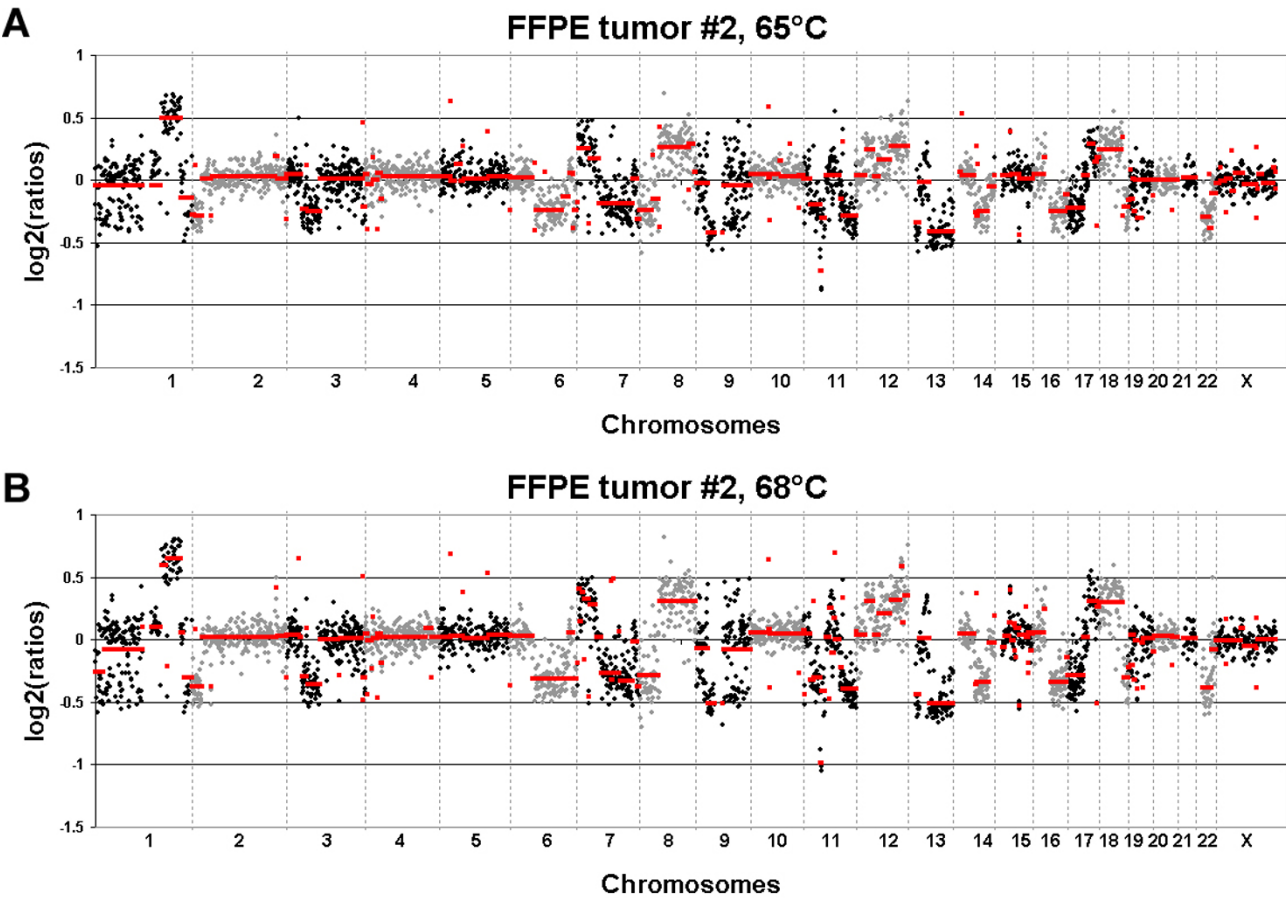 A
FFPE tumor #2, 65°C
log2(ratios)
1
0.5
0
-0.5
-1
-1.5
1 2 3 4 5 6 7 8 9 10 11 12 13 14 15 16 17 18 19 20 21 22 X
Chromosomes
B
FFPE tumor #2, 68°C
log2(ratios)
1
0.5
0
-0.5
-1
-1.5
1 2 3 4 5 6 7 8 9 10 11 12 13 14 15 16 17 18 19 20 21 22 X
Chromosomes